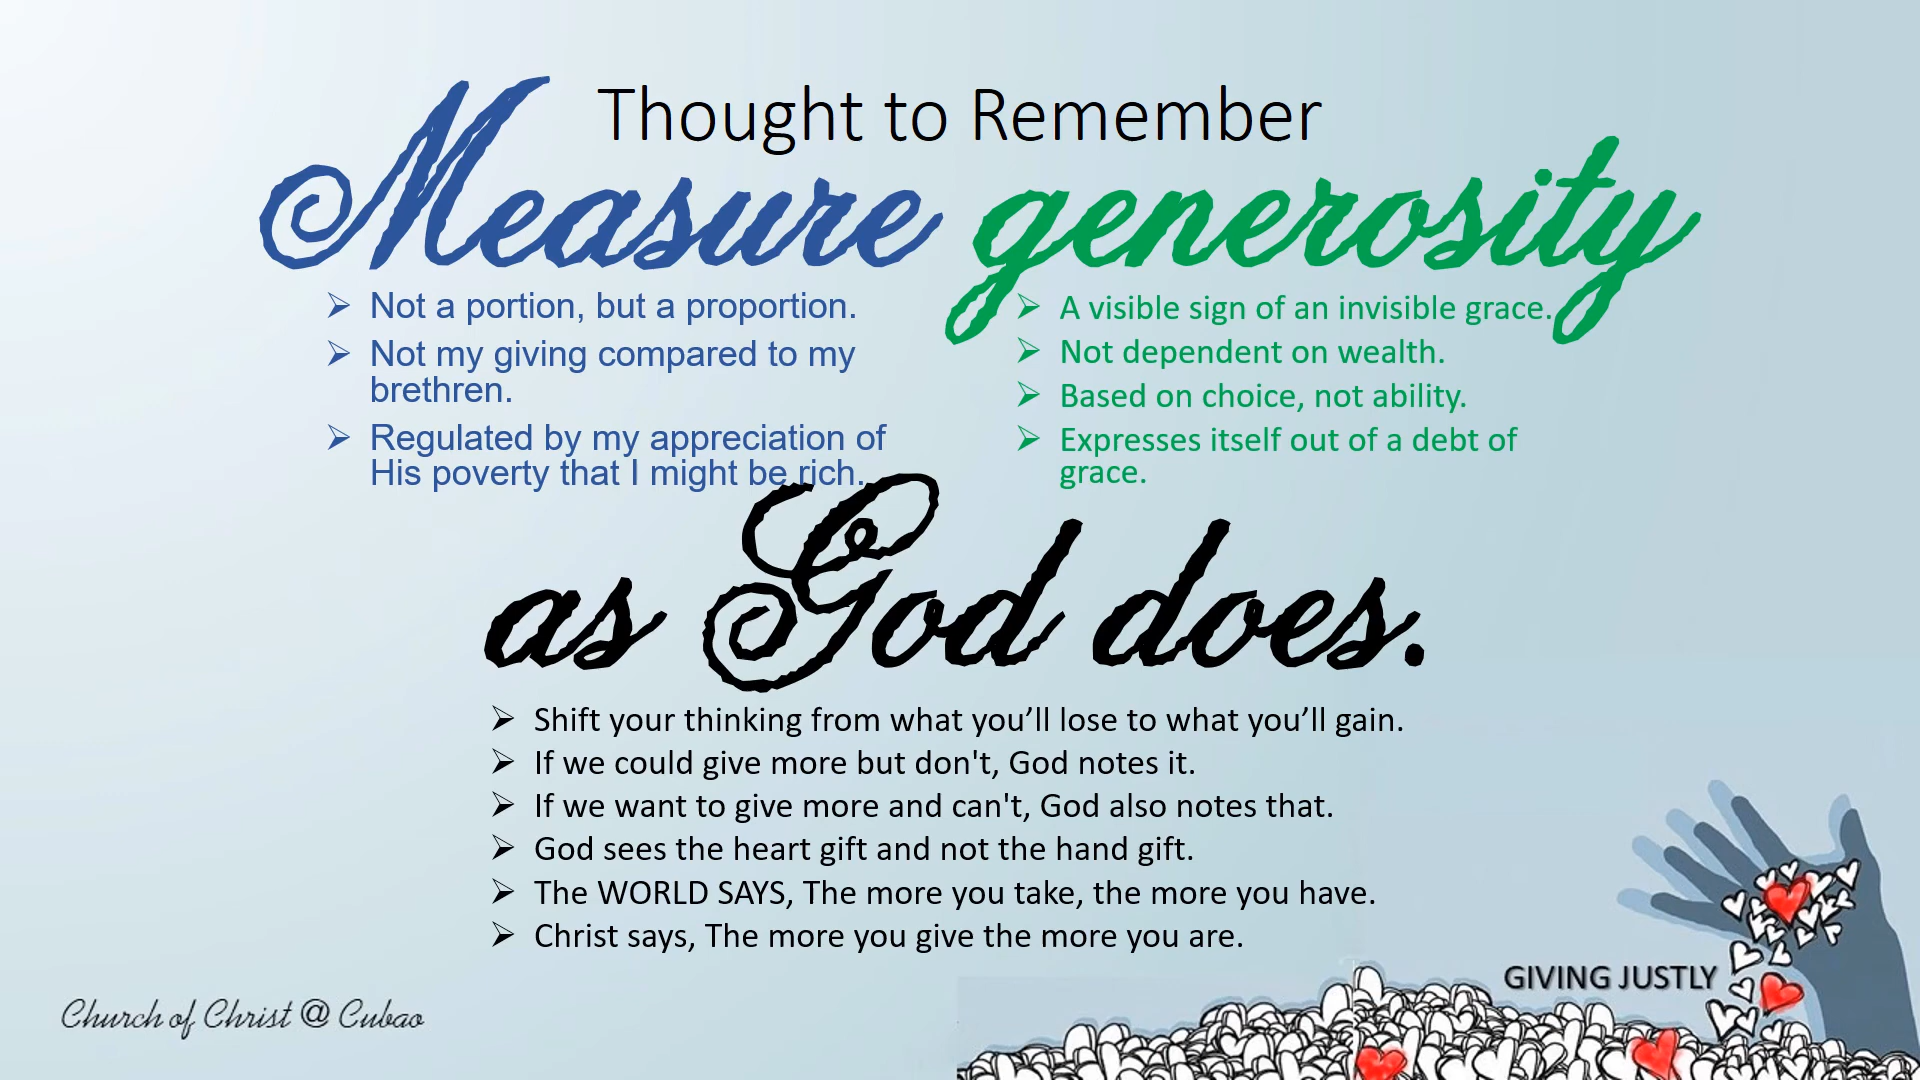 Thought to Remember
Measure generosity
➢ Not a portion, but a proportion.
➢ Not my giving compared to my
brethren.
➢ Regulated by my appreciation of
His poverty that I might be rich.
➢ A visible sign of an invisible grace.
➢ Not dependent on wealth.
➢ Based on choice, not ability.
➢ Expresses itself out of a debt of
grace.
as God does.
➢ Shift your thinking from what you’ll lose to what you’ll gain.
➢ If we could give more but don't, God notes it.
➢ If we want to give more and can't, God also notes that.
➢ God sees the heart gift and not the hand gift.
➢ The WORLD SAYS, The more you take, the more you have.
➢ Christ says, The more you give the more you are.
GIVING JUSTLY
Church of Christ @ Cubao